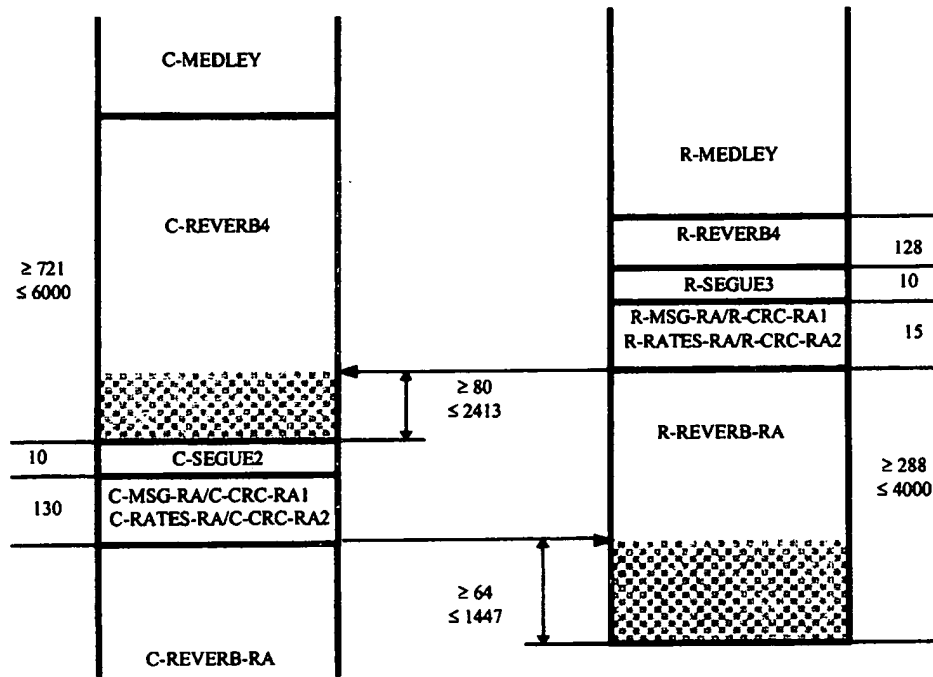 C-MEDLEY
C-REVERB4
≥ 721
≤ 6000
10
C-SEGUE2
130
C-MSG-RA/C-CRC-RA1
C-RATES-RA/C-CRC-RA2
C-REVERB-RA
≥ 80
≤ 2413
≥ 64
≤ 1447
R-MEDLEY
R-REVERB4
128
R-SEGUE3
10
R-MSG-RA/R-CRC-RA1
R-RATES-RA/R-CRC-RA2
15
R-REVERB-RA
≥ 288
≤ 4000